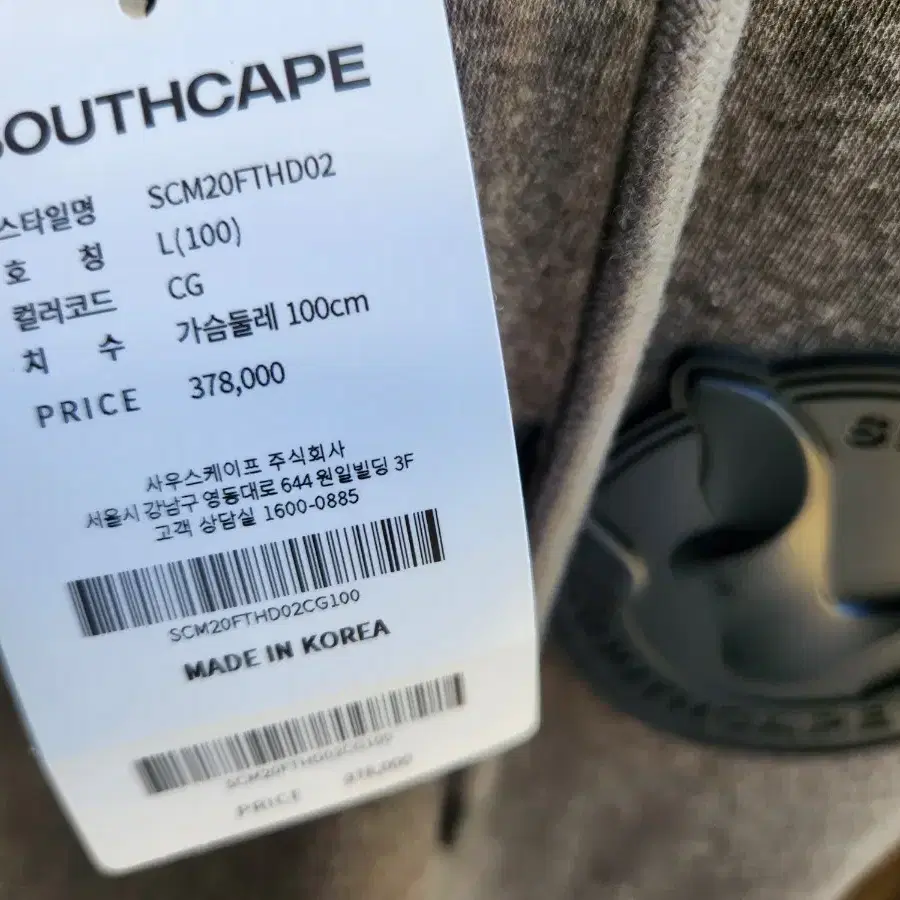 SOUTHCAPE
스타일명 SCM20FTHD02
호 칭 L(100)
컬러코드 CG
치 수 가슴둘레 100cm
PRICE 378,000
사우스케이프 주식회사
서울시 강남구 영동대로 644 원일빌딩 3F
고객 상담실 1600-0885
SCM20FTHD02CG100
MADE IN KOREA
SCM20FTHD02CG100
PRICE 378,000